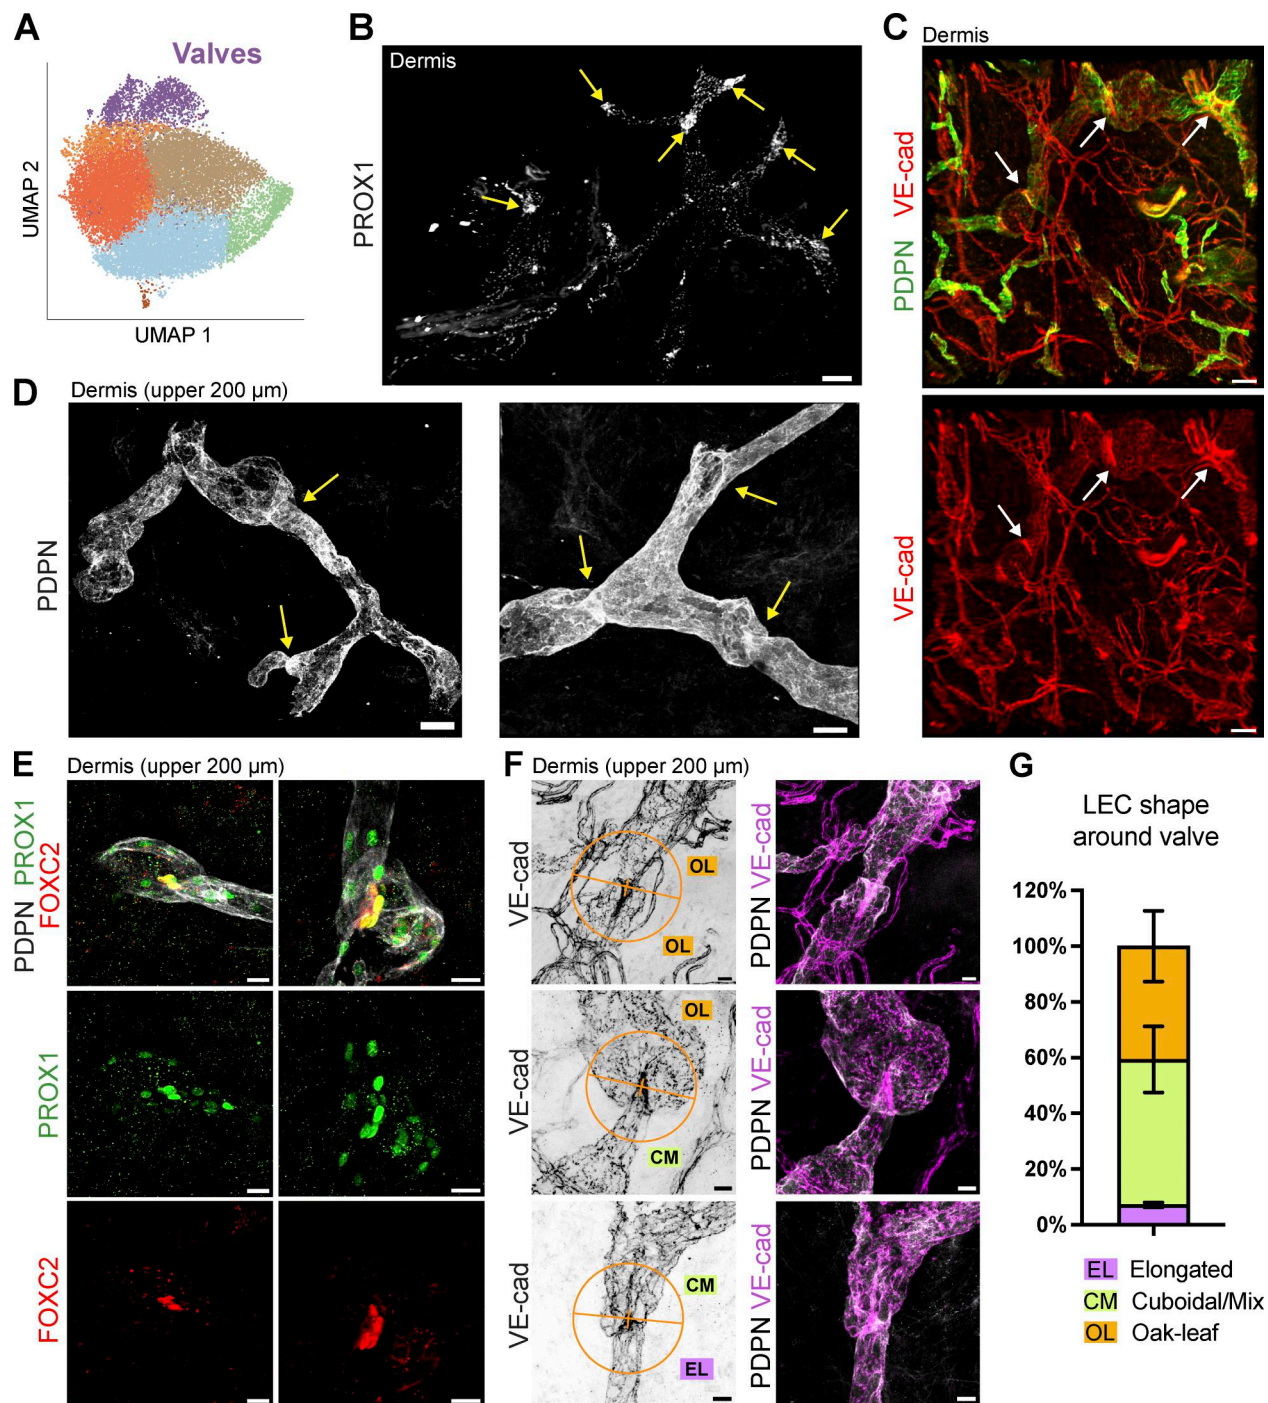 A
Valves
UMAP 2
UMAP 1
B
Dermis
PROX1
C
Dermis
PDPN VE-cad
VE-cad
D
Dermis (upper 200 µm)
PDPN
E
Dermis (upper 200 µm)
PDPN PROX1
FOXC2
PROX1
FOXC2
F
Dermis (upper 200 µm)
VE-cad
OL
OL
PDPN VE-cad
VE-cad
OL
CM
PDPN VE-cad
VE-cad
CM
EL
PDPN VE-cad
G
LEC shape
around valve
120%
100%
80%
60%
40%
20%
0%
EL Elongated
CM Cuboidal/Mix
OL Oak-leaf